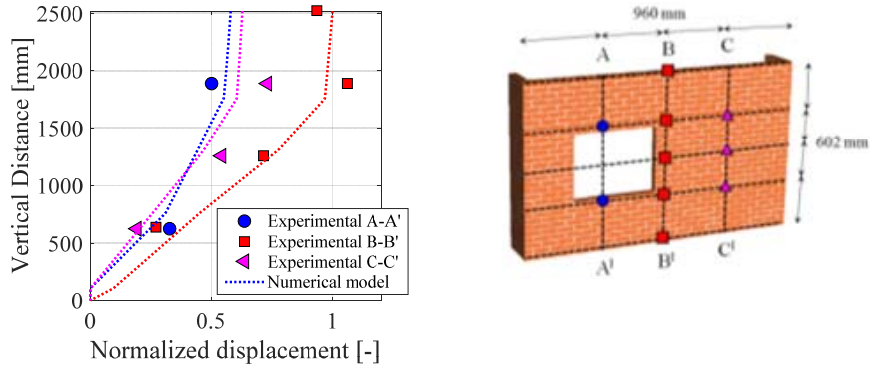 2500
2000
1500
1000
500
0
0
0.5
1
Vertical Distance [mm]
Normalized displacement [-]
Experimental A-A'
Experimental B-B'
Experimental C-C'
Numerical model
960 mm
A
B
C
602 mm
A'
B'
C'